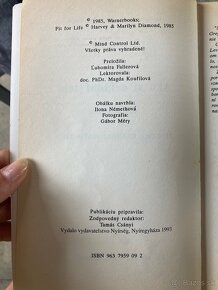 © 1985, Warnerbooks;
Fit for Life © Harvey & Marilyn Diamond, 1985
© Mind Control Ltd.
Všetky práva vyhradené!
Preložila:
Ľubomíra Fullerová
Lektorovala:
doc. PhDr. Magda Koutilová
Obálku navrhla:
Ilona Némethová
Fotografia:
Gábor Méry
Publikáciu pripravila:
Zodpovedný redaktor:
Tamás Csányi
Vydalo vydavateľstvo Nyírség, Nyíregyháza 1993
ISBN 963 7959 09 2